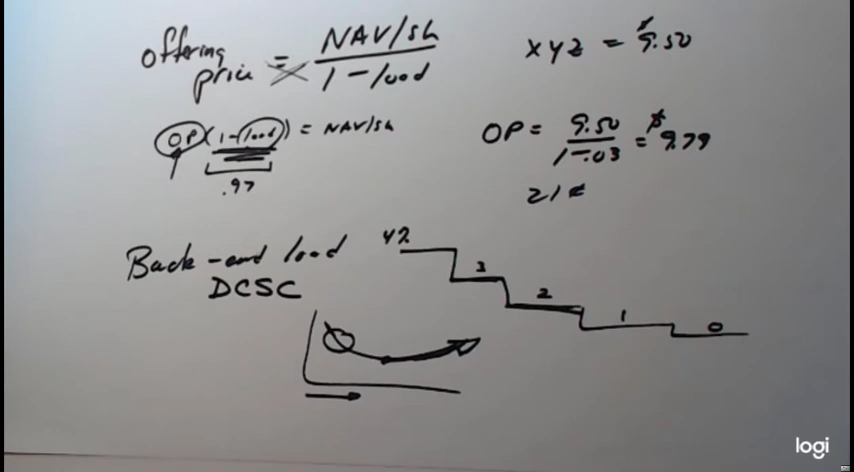 offering price = NAV/sh / 1 - load
xyz = $9.50
OP (1-load) = NAV/sh
.97
OP = 9.50 / 1-.03 = $9.79
Back-end load
DCSC
4%
3
2
1
0
logi